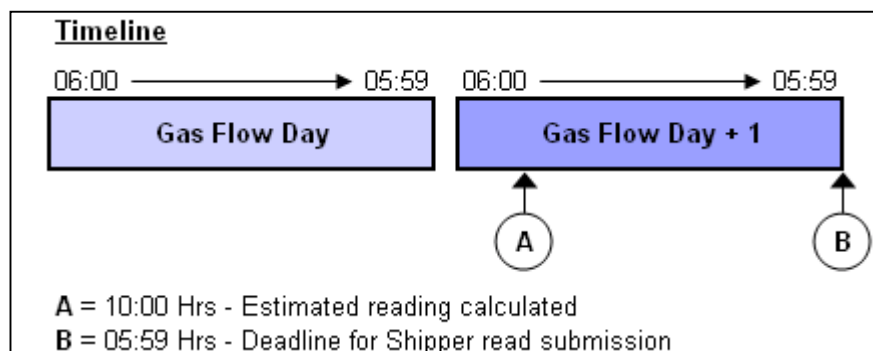 Timeline
06:00 05:59 06:00 05:59
Gas Flow Day Gas Flow Day + 1
A B
A = 10:00 Hrs - Estimated reading calculated
B = 05:59 Hrs - Deadline for Shipper read submission